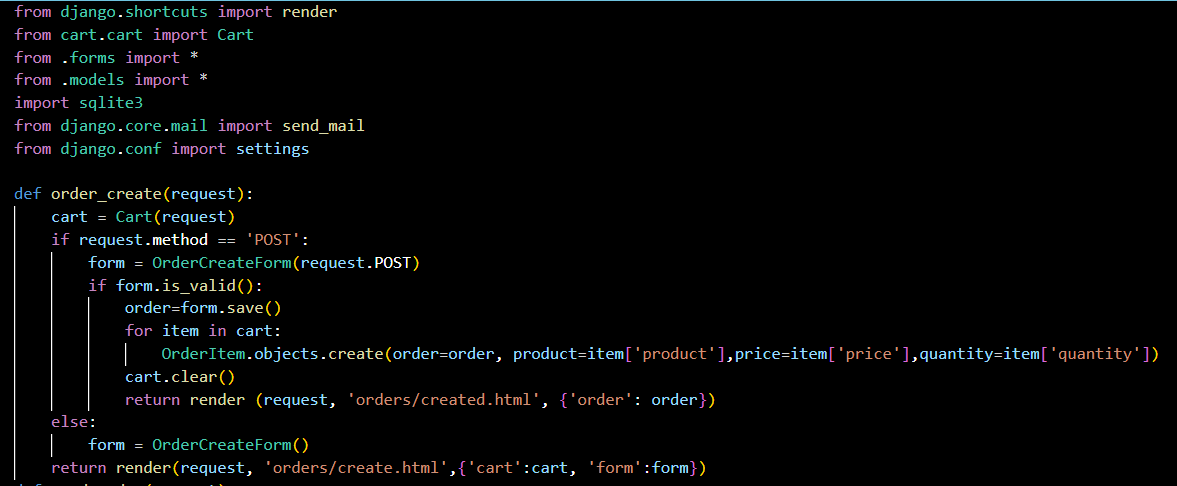 from django.shortcuts import render
from cart.cart import Cart
from .forms import *
from .models import *
import sqlite3
from django.core.mail import send_mail
from django.conf import settings

def order_create(request):
    cart = Cart(request)
    if request.method == 'POST':
        form = OrderCreateForm(request.POST)
        if form.is_valid():
            order=form.save()
            for item in cart:
                OrderItem.objects.create(order=order, product=item['product'],price=item['price'],quantity=item['quantity'])
            cart.clear()
            return render (request, 'orders/created.html', {'order': order})
    else:
        form = OrderCreateForm()
    return render(request, 'orders/create.html',{'cart':cart, 'form':form})